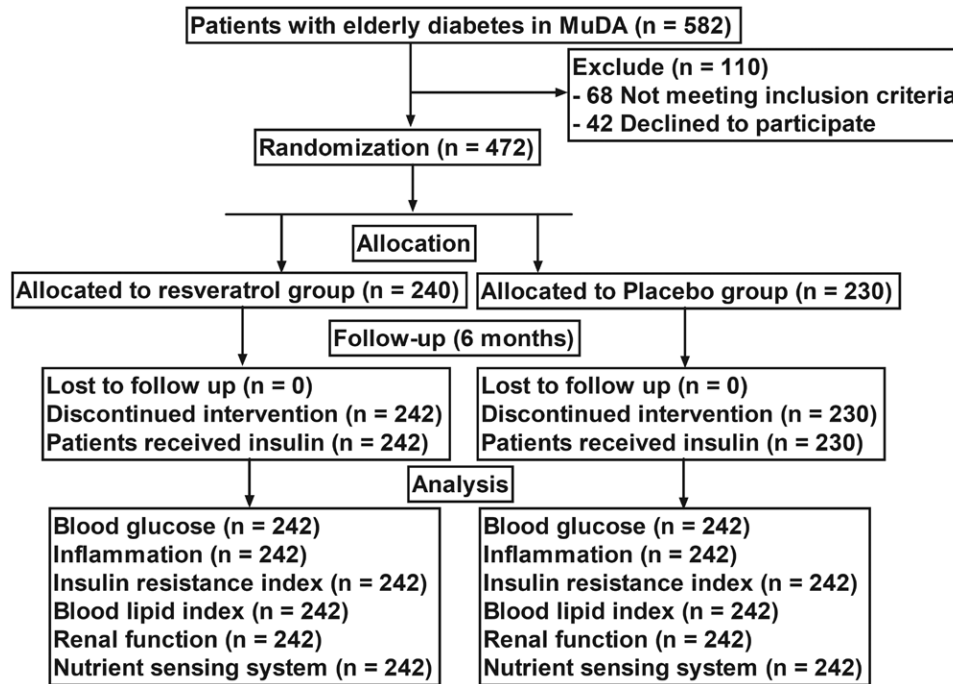 Patients with elderly diabetes in MuDA (n = 582)
Exclude (n = 110)
- 68 Not meeting inclusion criteria
- 42 Declined to participate
Randomization (n = 472)
Allocation
Allocated to resveratrol group (n = 240)
Allocated to Placebo group (n = 230)
Follow-up (6 months)
Lost to follow up (n = 0)
Discontinued intervention (n = 242)
Patients received insulin (n = 242)
Lost to follow up (n = 0)
Discontinued intervention (n = 230)
Patients received insulin (n = 230)
Analysis
Blood glucose (n = 242)
Inflammation (n = 242)
Insulin resistance index (n = 242)
Blood lipid index (n = 242)
Renal function (n = 242)
Nutrient sensing system (n = 242)
Blood glucose (n = 242)
Inflammation (n = 242)
Insulin resistance index (n = 242)
Blood lipid index (n = 242)
Renal function (n = 242)
Nutrient sensing system (n = 242)